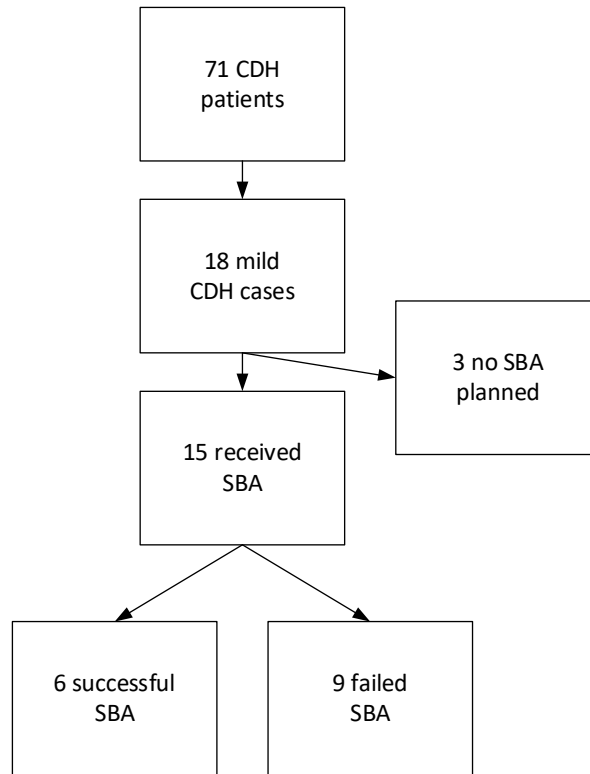 71 CDH
patients
18 mild
CDH cases
3 no SBA
planned
15 received
SBA
6 successful
SBA
9 failed
SBA